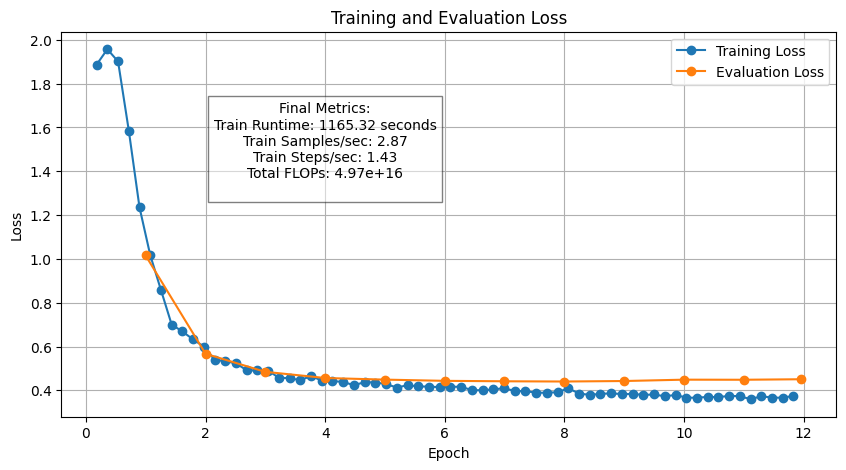 Training and Evaluation Loss
Training Loss
Evaluation Loss
Final Metrics:
Train Runtime: 1165.32 seconds
Train Samples/sec: 2.87
Train Steps/sec: 1.43
Total FLOPs: 4.97e+16
Loss
2.0
1.8
1.6
1.4
1.2
1.0
0.8
0.6
0.4
0 2 4 6 8 10 12
Epoch